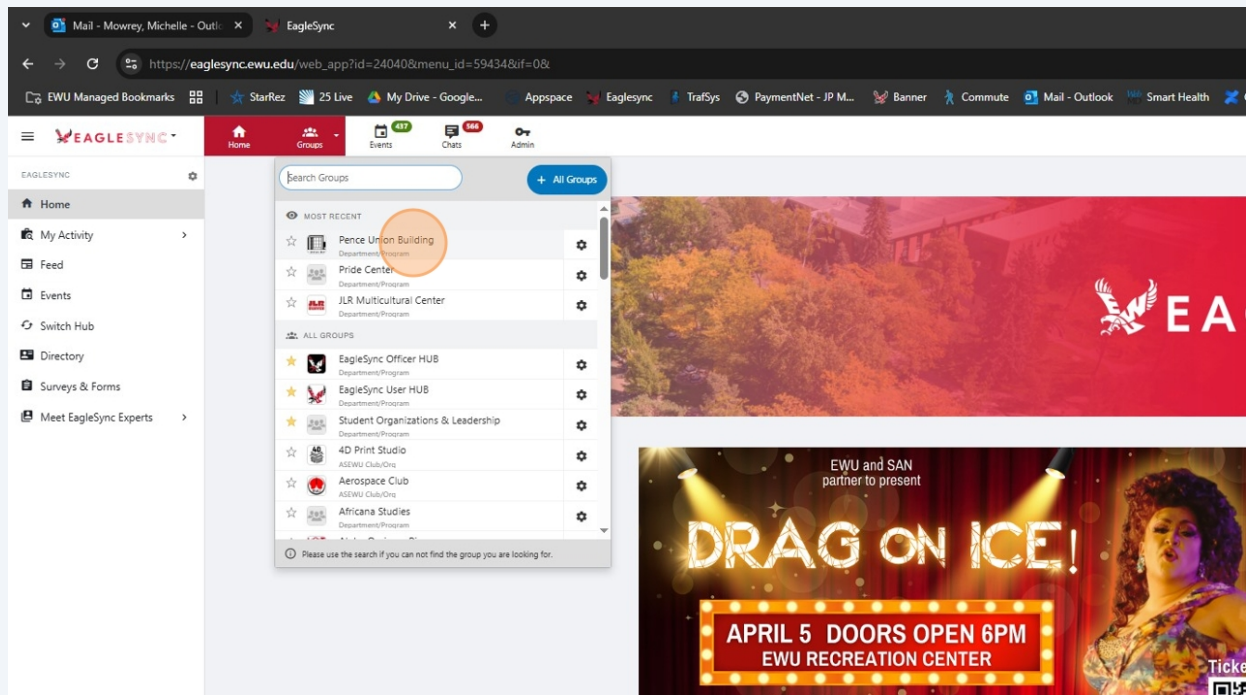 Mail - Mowrey, Michelle - Outlo
EagleSync
https://eaglesync.ewu.edu/web_app?id=24040&menu_id=59434&if=0&
EWU Managed Bookmarks
StarRez
25 Live
My Drive - Google...
Appspace
Eaglesync
TrafSys
PaymentNet - JP M...
Banner
Commute
Mail - Outlook
Smart Health
EAGLESYNC
Home
Groups
437
Events
566
Chats
Admin
EAGLESYNC
Home
My Activity
Feed
Events
Switch Hub
Directory
Surveys & Forms
Meet EagleSync Experts
Search Groups
+ All Groups
MOST RECENT
Pence Union Building
Department/Program
Pride Center
Department/Program
JLR Multicultural Center
Department/Program
ALL GROUPS
EagleSync Officer HUB
Department/Program
EagleSync User HUB
Department/Program
Student Organizations & Leadership
Department/Program
4D Print Studio
ASEWU Club/Org
Aerospace Club
ASEWU Club/Org
Africana Studies
Department/Program
Please use the search if you can not find the group you are looking for.
EA
EWU and SAN
partner to present
DRAG ON ICE!
APRIL 5 DOORS OPEN 6PM
EWU RECREATION CENTER